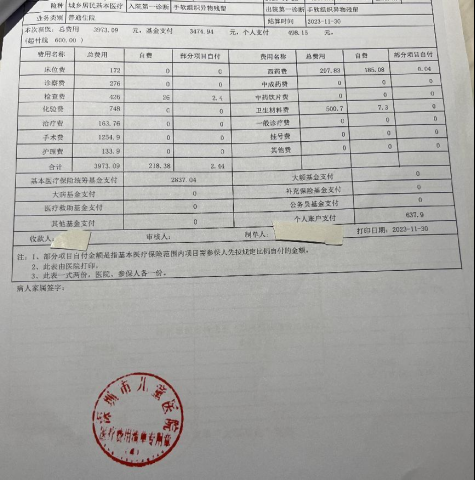 险种 城乡居民基本医疗 入院第一诊断 手软组织异物残留 出院第一诊断 手软组织异物残留
业务类别 普通住院 结算时间 2023-11-30
本次预医: 总费用 3973.09 元, 基金支付 3474.94 元, 个人支付 498.15 元。
(起付线 600.00 )
费用名称 总费用 自费 部分项目自付 费用名称 总费用 自费 部分项目自付
床位费 172 0 0 西药费 297.83 185.08 0.04
诊察费 276 0 0 中成药费 0 0 0
检查费 426 26 2.4 中药饮片费 0 0 0
化验费 748 0 0 卫生材料费 500.7 7.3 0
治疗费 163.76 0 0 一般诊疗费 0 0 0
手术费 1254.9 0 0 挂号费 0 0 0
护理费 133.9 0 0 其他费 0 0 0
合计 3973.09 218.38 2.44
基本医疗保险统筹基金支付 2837.04 大额基金支付 0
大病基金支付 0 补充保险基金支付 0
医疗救助基金支付 0 公务员基金支付 0
其他基金支付 0 个人账户支付 637.9
收款人: 审核人: 制单人: 打印日期: 2023-11-30
注: 1、部分项目自付金额是指基本医疗保险范围内项目需参保人先按规定比例自付的金额。
2、此表由医院打印。
3、此表一式两份, 医院、参保人各一份。
病人家属签字:
深圳市儿童医院